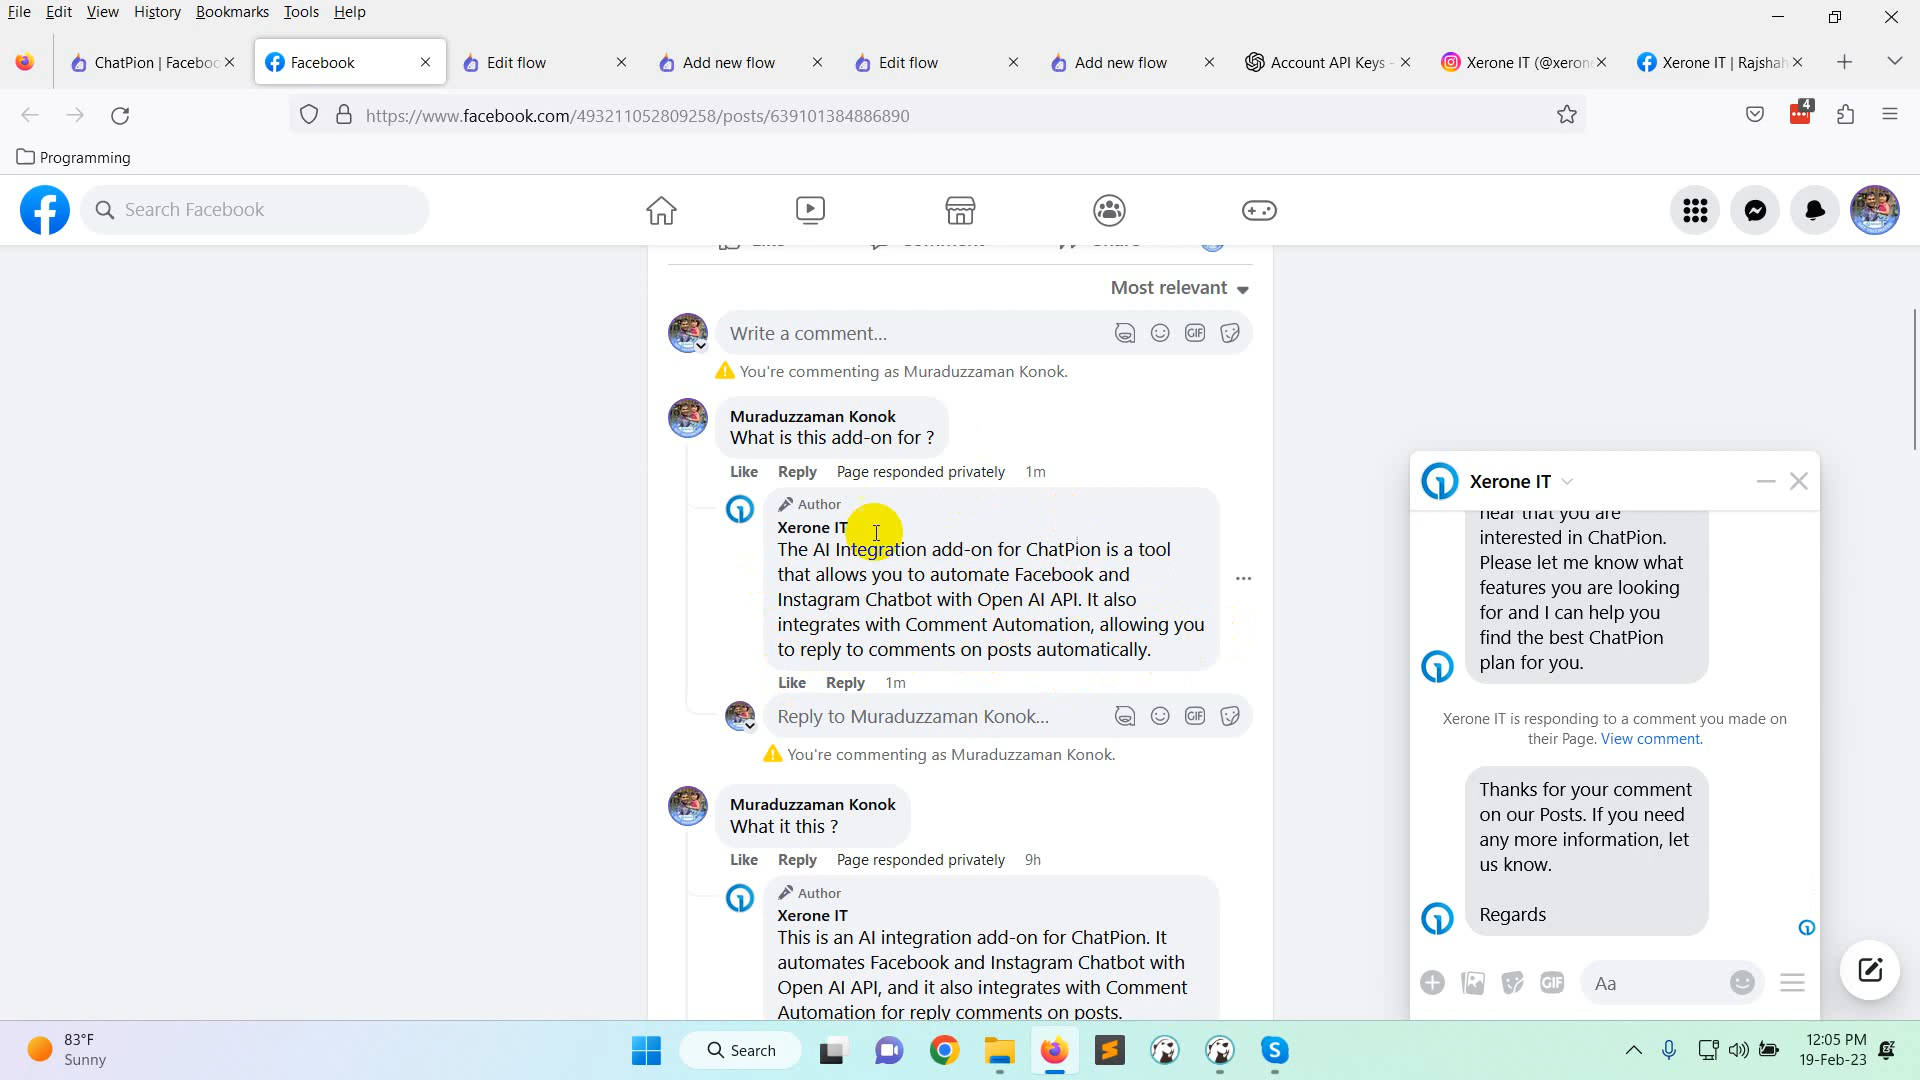 File Edit View History Bookmarks Tools Help
ChatPion | Faceboo
Facebook
Edit flow
Add new flow
Edit flow
Add new flow
Account API Keys -
Xerone IT (@xerone
Xerone IT | Rajshah
https://www.facebook.com/493211052809258/posts/639101384886890
4
Programming
Search Facebook
Most relevant
Write a comment...
You're commenting as Muraduzzaman Konok.
Muraduzzaman Konok
What is this add-on for ?
Like Reply Page responded privately 1m
Author
Xerone IT
The AI Integration add-on for ChatPion is a tool
that allows you to automate Facebook and
Instagram Chatbot with Open AI API. It also
integrates with Comment Automation, allowing you
to reply to comments on posts automatically.
Like Reply 1m
Reply to Muraduzzaman Konok...
GIF
You're commenting as Muraduzzaman Konok.
Muraduzzaman Konok
What it this ?
Like Reply Page responded privately 9h
Author
Xerone IT
This is an AI integration add-on for ChatPion. It
automates Facebook and Instagram Chatbot with
Open AI API, and it also integrates with Comment
Automation for reply comments on posts.
Xerone IT
hear that you are
interested in ChatPion.
Please let me know what
features you are looking
for and I can help you
find the best ChatPion
plan for you.
Xerone IT is responding to a comment you made on
their Page. View comment.
Thanks for your comment
on our Posts. If you need
any more information, let
us know.
Regards
GIF
Aa
83°F
Sunny
Search
12:05 PM
19-Feb-23